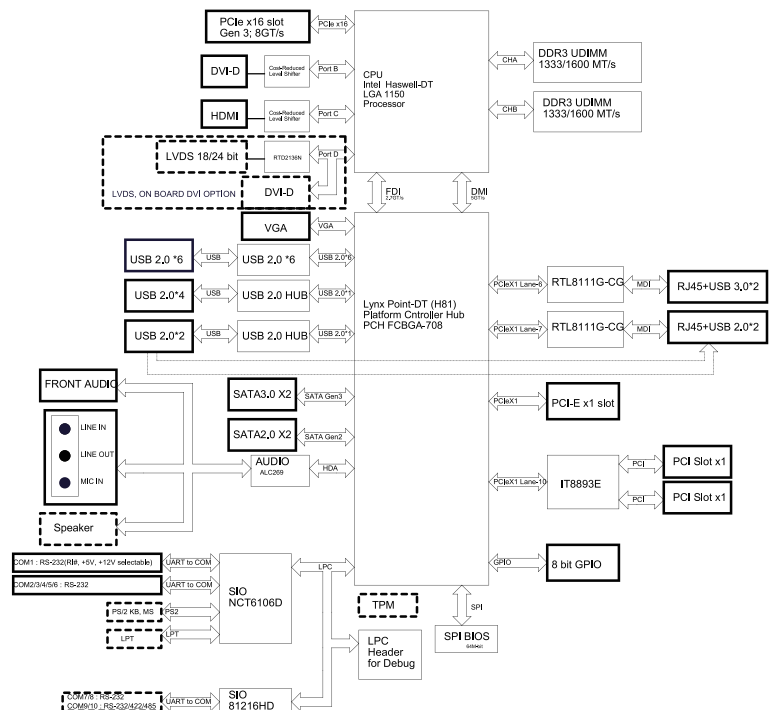 PCIe x16 slot
Gen 3; 8GT/s
PCIe x16
DVI-D
Cost-Reduced
Level Shifter
Port B
HDMI
Cost-Reduced
Level Shifter
Port C
LVDS 18/24 bit
RTD2136N
Port D
LVDS, ON BOARD DVI OPTION
DVI-D
CPU
Intel Haswell-DT
LGA 1150
Processor
CHA
DDR3 UDIMM
1333/1600 MT/s
CHB
DDR3 UDIMM
1333/1600 MT/s
FDI
2.7GT/s
DMI
5GT/s
VGA
VGA
USB 2.0 *6
USB
USB 2.0 *6
USB 2.0*6
USB 2.0*4
USB
USB 2.0 HUB
USB 2.0*1
USB 2.0*2
USB
USB 2.0 HUB
USB 2.0*1
Lynx Point-DT (H81)
Platform Cntroller Hub
PCH FCBGA-708
PCIeX1 Lane-8
RTL8111G-CG
MDI
RJ45+USB 3.0*2
PCIeX1 Lane-7
RTL8111G-CG
MDI
RJ45+USB 2.0*2
FRONT AUDIO
LINE IN
LINE OUT
MIC IN
Speaker
SATA3.0 X2
SATA Gen3
SATA2.0 X2
SATA Gen2
AUDIO
ALC269
HDA
PCIeX1
PCI-E x1 slot
PCIeX1 Lane-10
IT8893E
PCI
PCI Slot x1
PCI
PCI Slot x1
GPIO
8 bit GPIO
COM1 : RS-232(RI#, +5V, +12V selectable)
UART to COM
COM2/3/4/5/6 : RS-232
UART to COM
PS/2 KB, MS
PS2
LPT
LPT
SIO
NCT6106D
LPC
TPM
SPI
SPI BIOS
64Mbit
LPC
Header
for Debug
COM7/8 : RS-232
COM9/10 : RS-232/422/485
UART to COM
SIO
81216HD